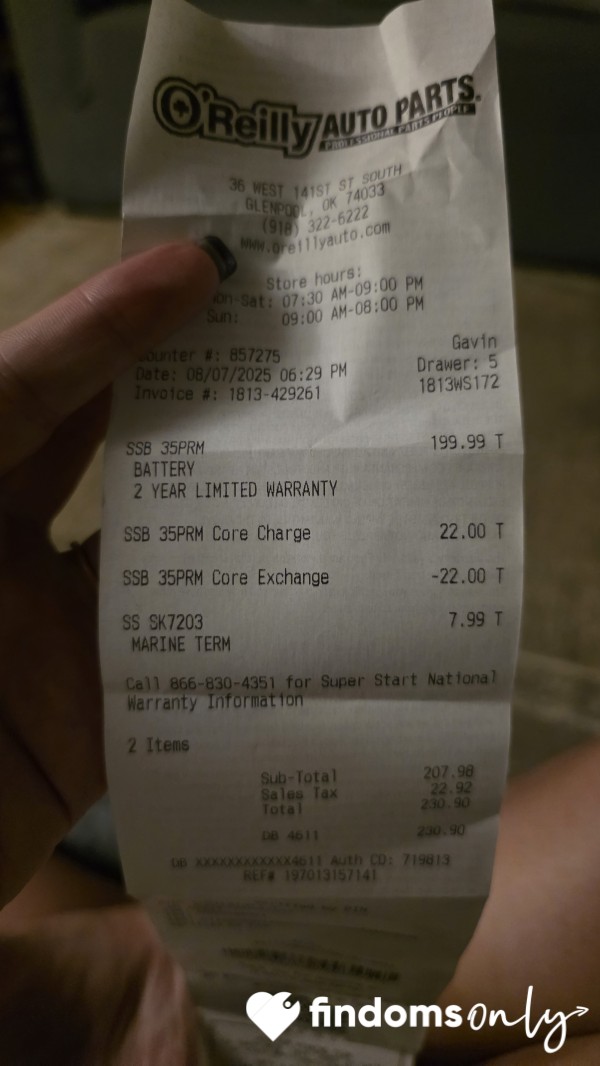 O'Reilly AUTO PARTS.
PROFESSIONAL PARTS PEOPLE
36 WEST 141ST ST SOUTH
GLENPOOL, OK 74033
(918) 322-6222
www.oreillyauto.com
Store hours:
on-Sat: 07:30 AM-09:00 PM
Sun: 09:00 AM-08:00 PM
Gavin
Counter #: 857275 Drawer: 5
Date: 08/07/2025 06:29 PM 1813WS172
Invoice #: 1813-429261
SSB 35PRM 199.99 T
BATTERY
2 YEAR LIMITED WARRANTY
SSB 35PRM Core Charge 22.00 T
SSB 35PRM Core Exchange -22.00 T
SS SK7203 7.99 T
MARINE TERM
Call 866-830-4351 for Super Start National
Warranty Information
2 Items
Sub-Total 207.98
Sales Tax 22.92
Total 230.90
DB 4611 230.90
DB XXXXXXXXXXXX4611 Auth CD: 719813
REF# 197013157141
findomsonly